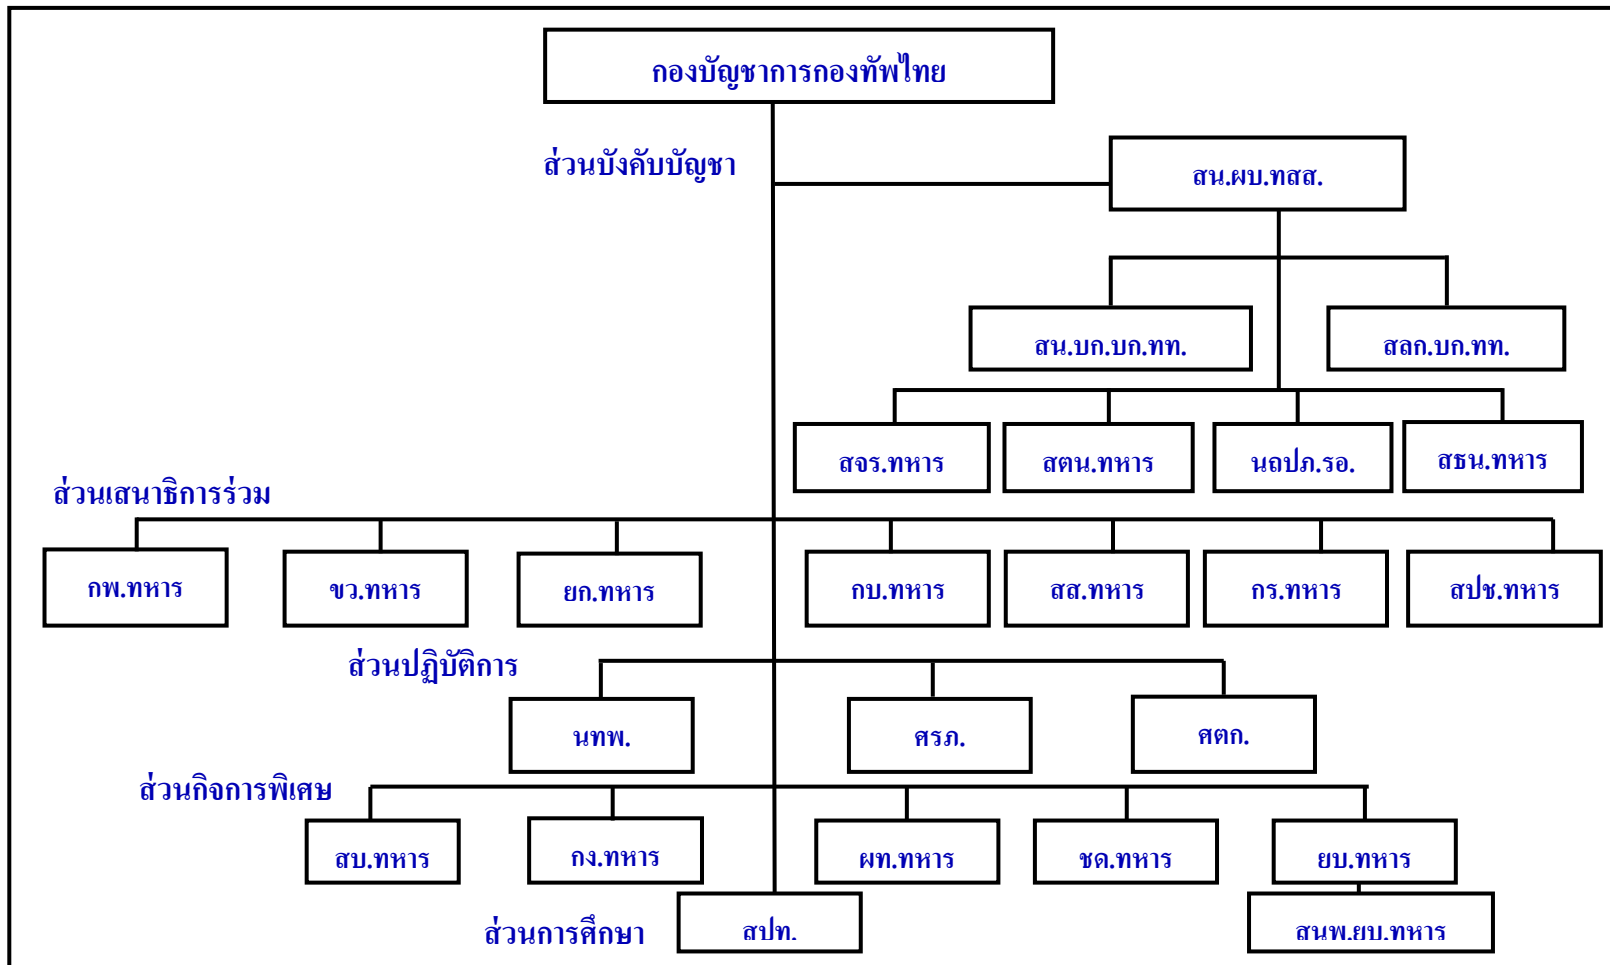 กองบัญชาการกองทัพไทย
ส่วนบังคับบัญชา
สน.ผบ.ทสส.
สน.บก.บก.ทท.
สลก.บก.ทท.
สจร.ทหาร
สตน.ทหาร
นถปภ.รอ.
สธน.ทหาร
ส่วนเสนาธิการร่วม
กพ.ทหาร
ขว.ทหาร
ยก.ทหาร
กบ.ทหาร
สส.ทหาร
กร.ทหาร
สปช.ทหาร
ส่วนปฏิบัติการ
นทพ.
ศรภ.
ศตก.
ส่วนกิจการพิเศษ
สบ.ทหาร
กง.ทหาร
ผท.ทหาร
ชด.ทหาร
ยบ.ทหาร
ส่วนการศึกษา
สปท.
สนพ.ยบ.ทหาร